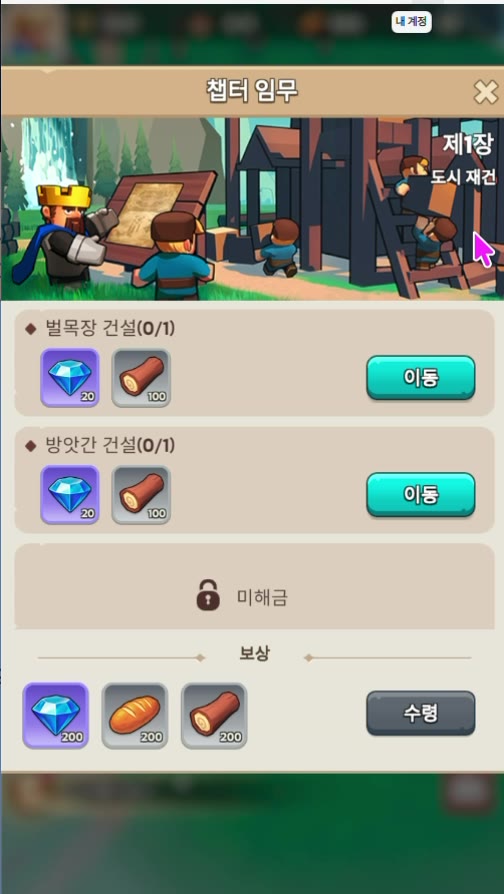 내 계정
챕터 임무
제1장
도시 재건
벌목장 건설(0/1)
20
100
이동
방앗간 건설(0/1)
20
100
이동
미해금
보상
200
200
200
수령